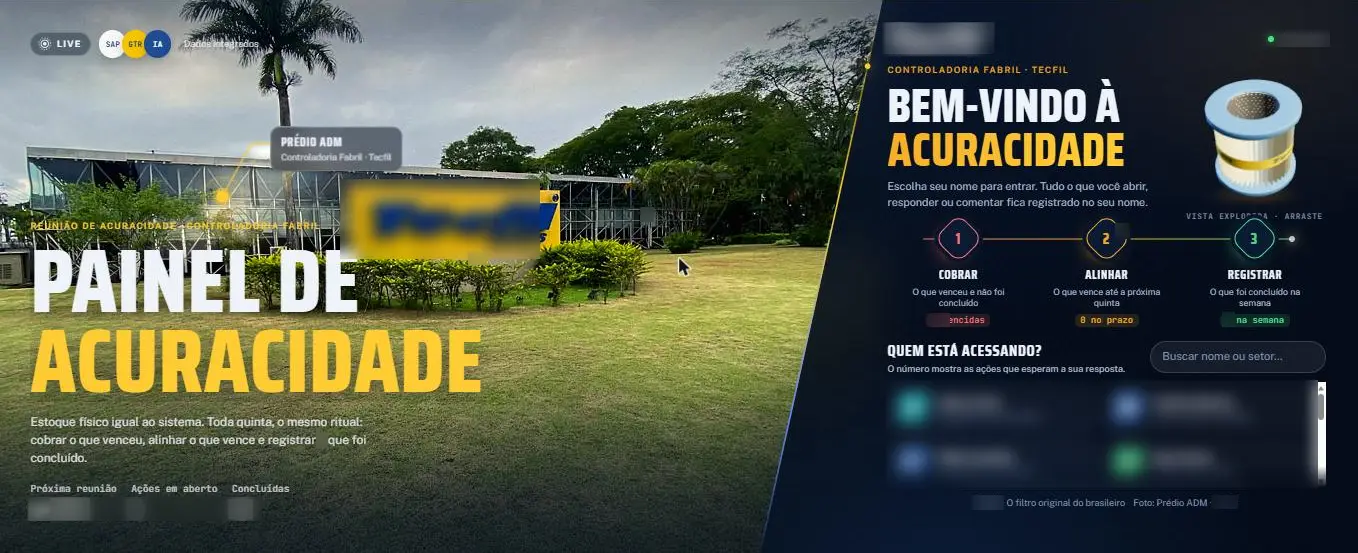 LIVE
SAP GTR IA Dados integrados
PRÉDIO ADM
Controladoria Fabril · Tecfil
REUNIÃO DE ACURACIDADE · CONTROLADORIA FABRIL
PAINEL DE
ACURACIDADE
Estoque físico igual ao sistema. Toda quinta, o mesmo ritual:
cobrar o que venceu, alinhar o que vence e registrar que foi
concluído.
Próxima reunião Ações em aberto Concluídas
CONTROLADORIA FABRIL · TECFIL
BEM-VINDO À
ACURACIDADE
Escolha seu nome para entrar. Tudo o que você abrir,
responder ou comentar fica registrado no seu nome.
VISTA EXPLODIDA · ARRASTE
1
COBRAR
O que venceu e não foi
concluído
encidas
2
ALINHAR
O que vence até a próxima
quinta
0 no prazo
3
REGISTRAR
O que foi concluído na
semana
na semana
QUEM ESTÁ ACESSANDO?
O número mostra as ações que esperam a sua resposta.
Buscar nome ou setor...
O filtro original do brasileiro Foto: Prédio ADM ·